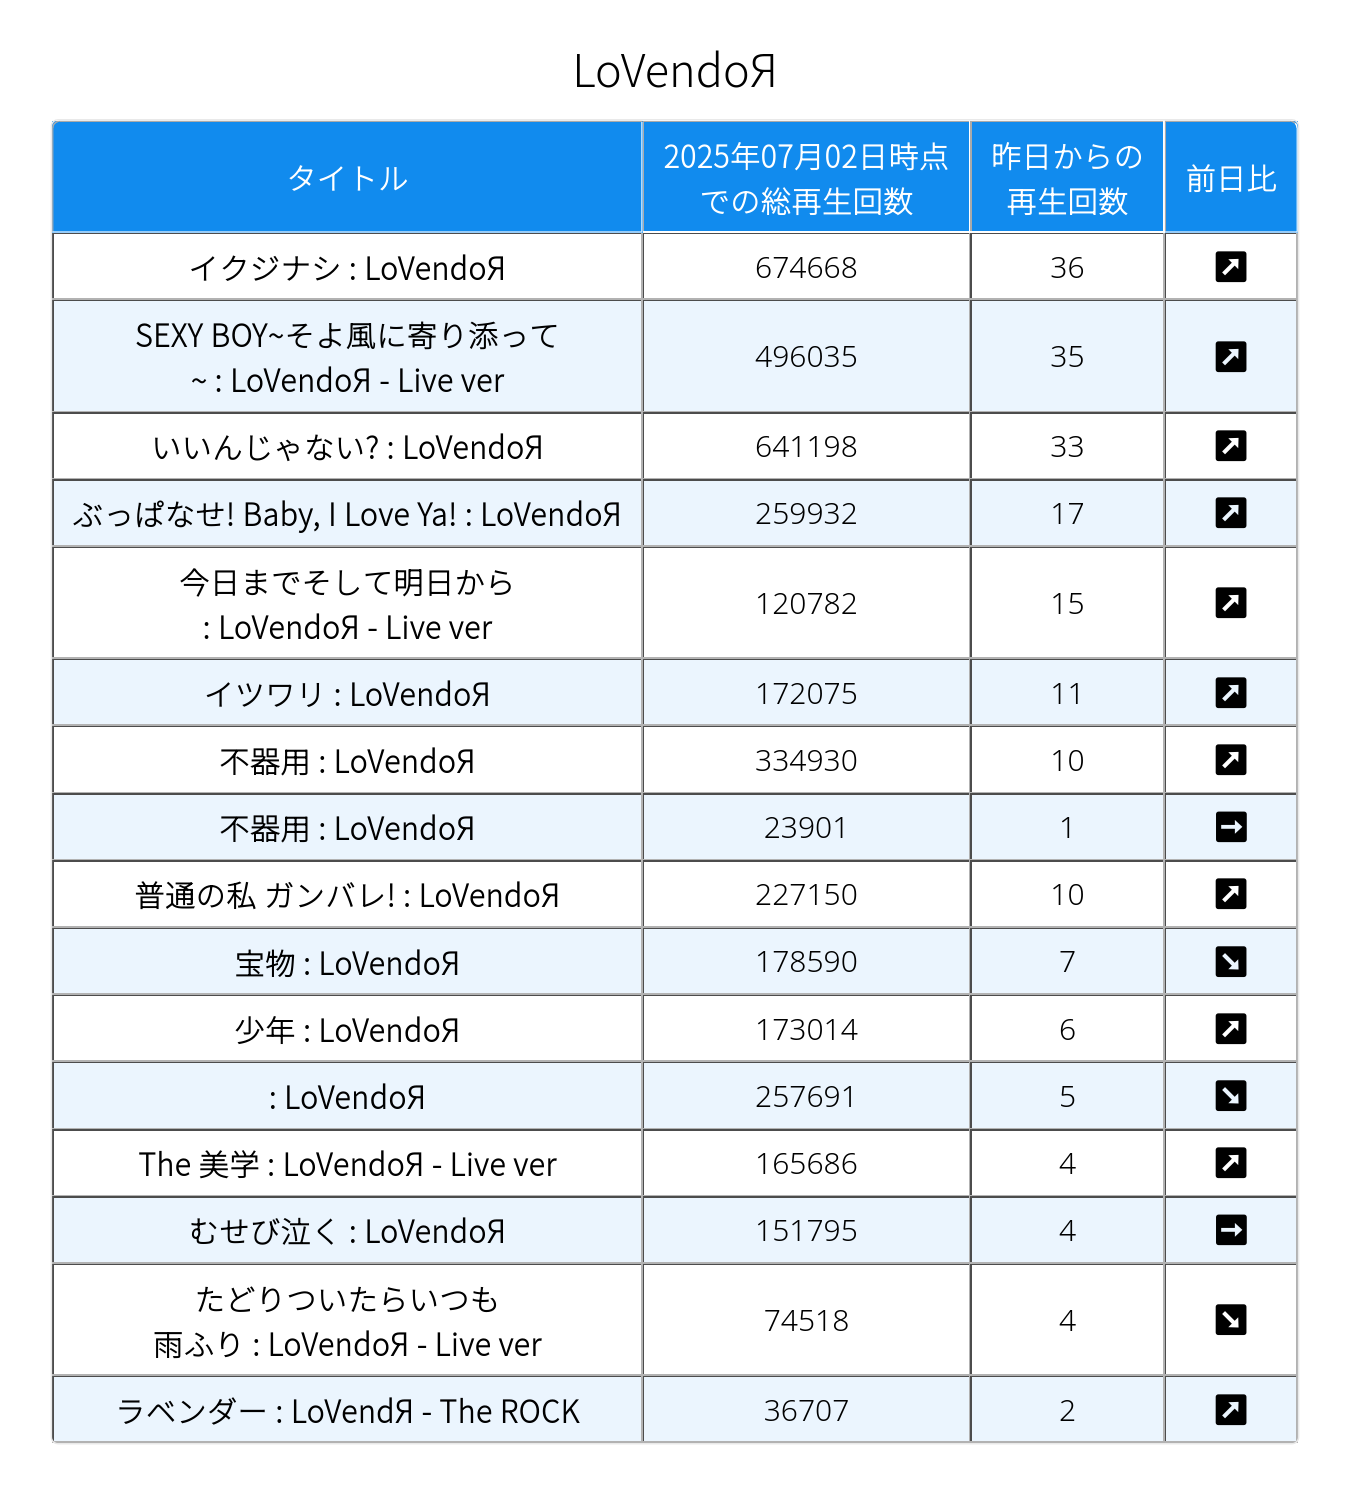 LoVendoЯ
タイトル
2025年07月02日時点
での総再生回数
昨日からの
再生回数
前日比
イクジナシ : LoVendoЯ 674668 36 ↗
SEXY BOY~そよ風に寄り添って
~ : LoVendoЯ - Live ver 496035 35 ↗
いいんじゃない? : LoVendoЯ 641198 33 ↗
ぶっぱなせ! Baby, I Love Ya! : LoVendoЯ 259932 17 ↗
今日までそして明日から
: LoVendoЯ - Live ver 120782 15 ↗
イツワリ : LoVendoЯ 172075 11 ↗
不器用 : LoVendoЯ 334930 10 ↗
不器用 : LoVendoЯ 23901 1 →
普通の私 ガンバレ! : LoVendoЯ 227150 10 ↗
宝物 : LoVendoЯ 178590 7 ↘
少年 : LoVendoЯ 173014 6 ↗
: LoVendoЯ 257691 5 ↘
The 美学 : LoVendoЯ - Live ver 165686 4 ↗
むせび泣く : LoVendoЯ 151795 4 →
たどりついたらいつも
雨ふり : LoVendoЯ - Live ver 74518 4 ↘
ラベンダー : LoVendЯ - The ROCK 36707 2 ↗